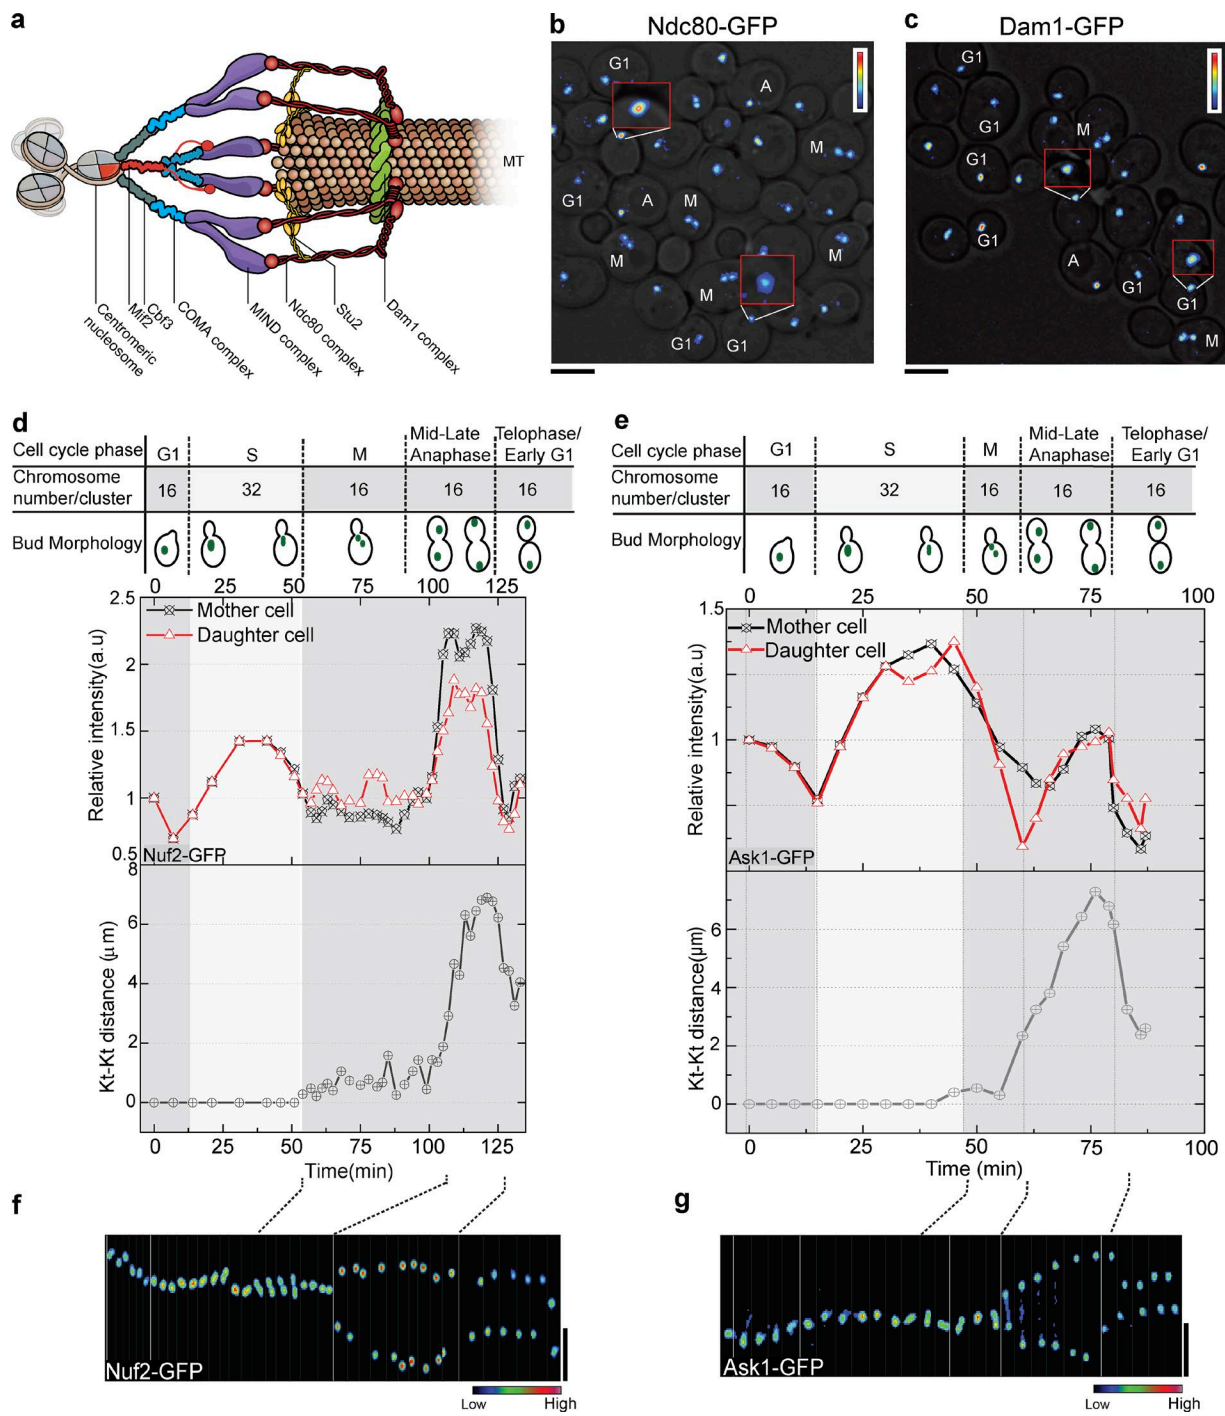 a
MT
Centromeric
nucleosome
Mif2
Cbf3
COMA complex
MIND complex
Ndc80 complex
Stu2
Dam1 complex
b
Ndc80-GFP
G1
A
M
G1
A
M
M
M
M
G1
G1
c
Dam1-GFP
G1
G1
M
G1
G1
A
G1
G1
M
d
Cell cycle phase
G1
S
M
Mid-Late
Anaphase
Telophase/
Early G1
Chromosome
number/cluster
16
32
16
16
16
Bud Morphology
0 25 50 75 100 125
2.5
2
1.5
1
0.5
Relative intensity(a.u)
Mother cell
Daughter cell
Nuf2-GFP
8
6
4
2
0
Kt-Kt distance (μm)
0 25 50 75 100 125
Time(min)
e
Cell cycle phase
G1
S
M
Mid-Late
Anaphase
Telophase/
Early G1
Chromosome
number/cluster
16
32
16
16
16
Bud Morphology
0 25 50 75 100
1.5
1
Relative intensity(a.u)
Mother cell
Daughter cell
Ask1-GFP
6
4
2
0
Kt-Kt distance(μm)
0 25 50 75 100
Time (min)
f
Nuf2-GFP
Low High
g
Ask1-GFP
Low High